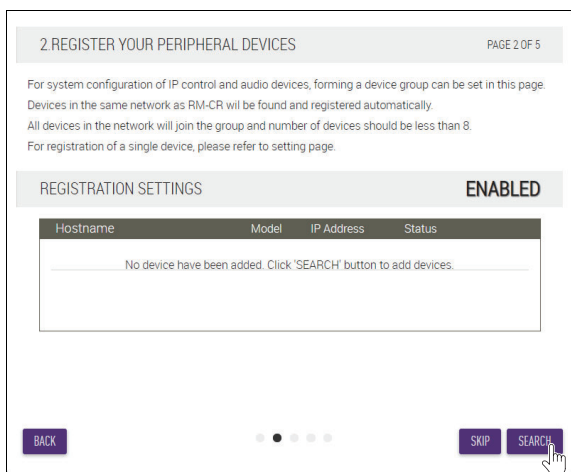 2.REGISTER YOUR PERIPHERAL DEVICES PAGE 2 OF 5
For system configuration of IP control and audio devices, forming a device group can be set in this page.
Devices in the same network as RM-CR wil be found and registered automatically.
All devices in the network will join the group and number of devices should be less than 8.
For registration of a single device, please refer to setting page.
REGISTRATION SETTINGS ENABLED
Hostname Model IP Address Status
No device have been added. Click 'SEARCH' button to add devices.
BACK SKIP SEARCH